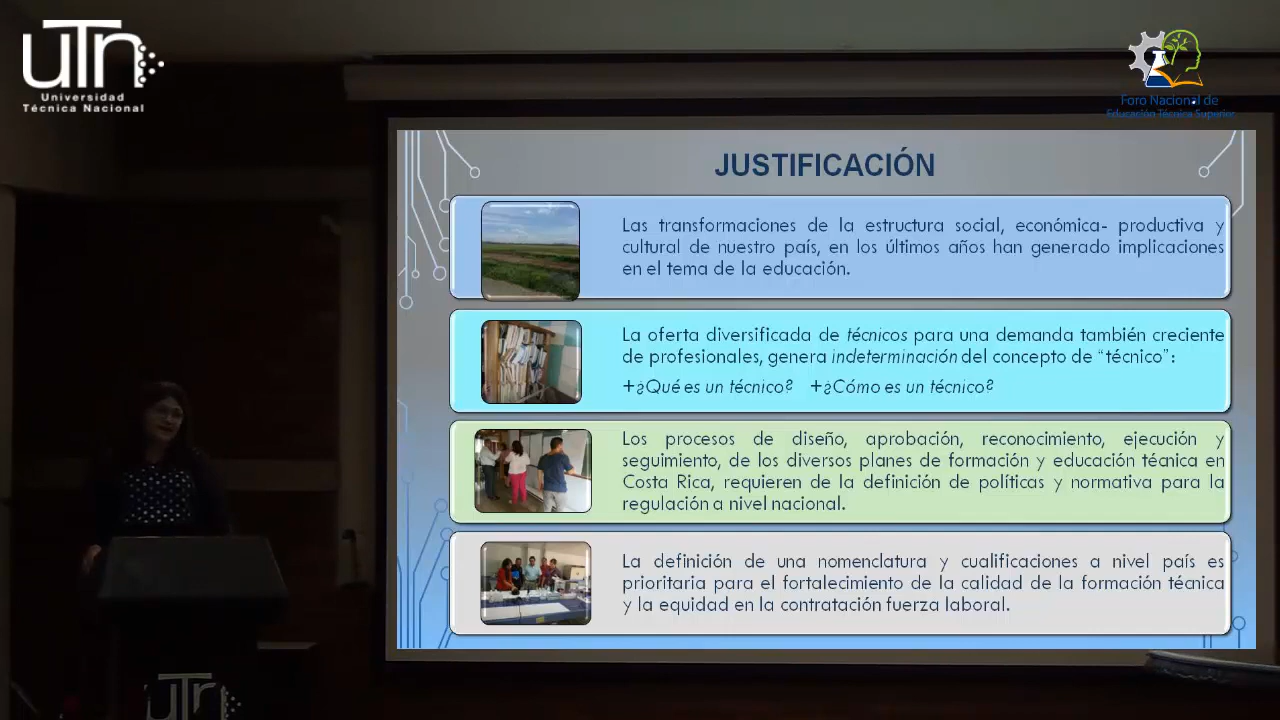 UTN
Universidad
Técnica Nacional
Foro Nacional de
Educación Técnica Superior
JUSTIFICACIÓN
Las transformaciones de la estructura social, económica- productiva y
cultural de nuestro país, en los últimos años han generado implicaciones
en el tema de la educación.
La oferta diversificada de técnicos para una demanda también creciente
de profesionales, genera indeterminación del concepto de “técnico”:
+¿Qué es un técnico? +¿Cómo es un técnico?
Los procesos de diseño, aprobación, reconocimiento, ejecución y
seguimiento, de los diversos planes de formación y educación técnica en
Costa Rica, requieren de la definición de políticas y normativa para la
regulación a nivel nacional.
La definición de una nomenclatura y cualificaciones a nivel país es
prioritaria para el fortalecimiento de la calidad de la formación técnica
y la equidad en la contratación fuerza laboral.
UTN